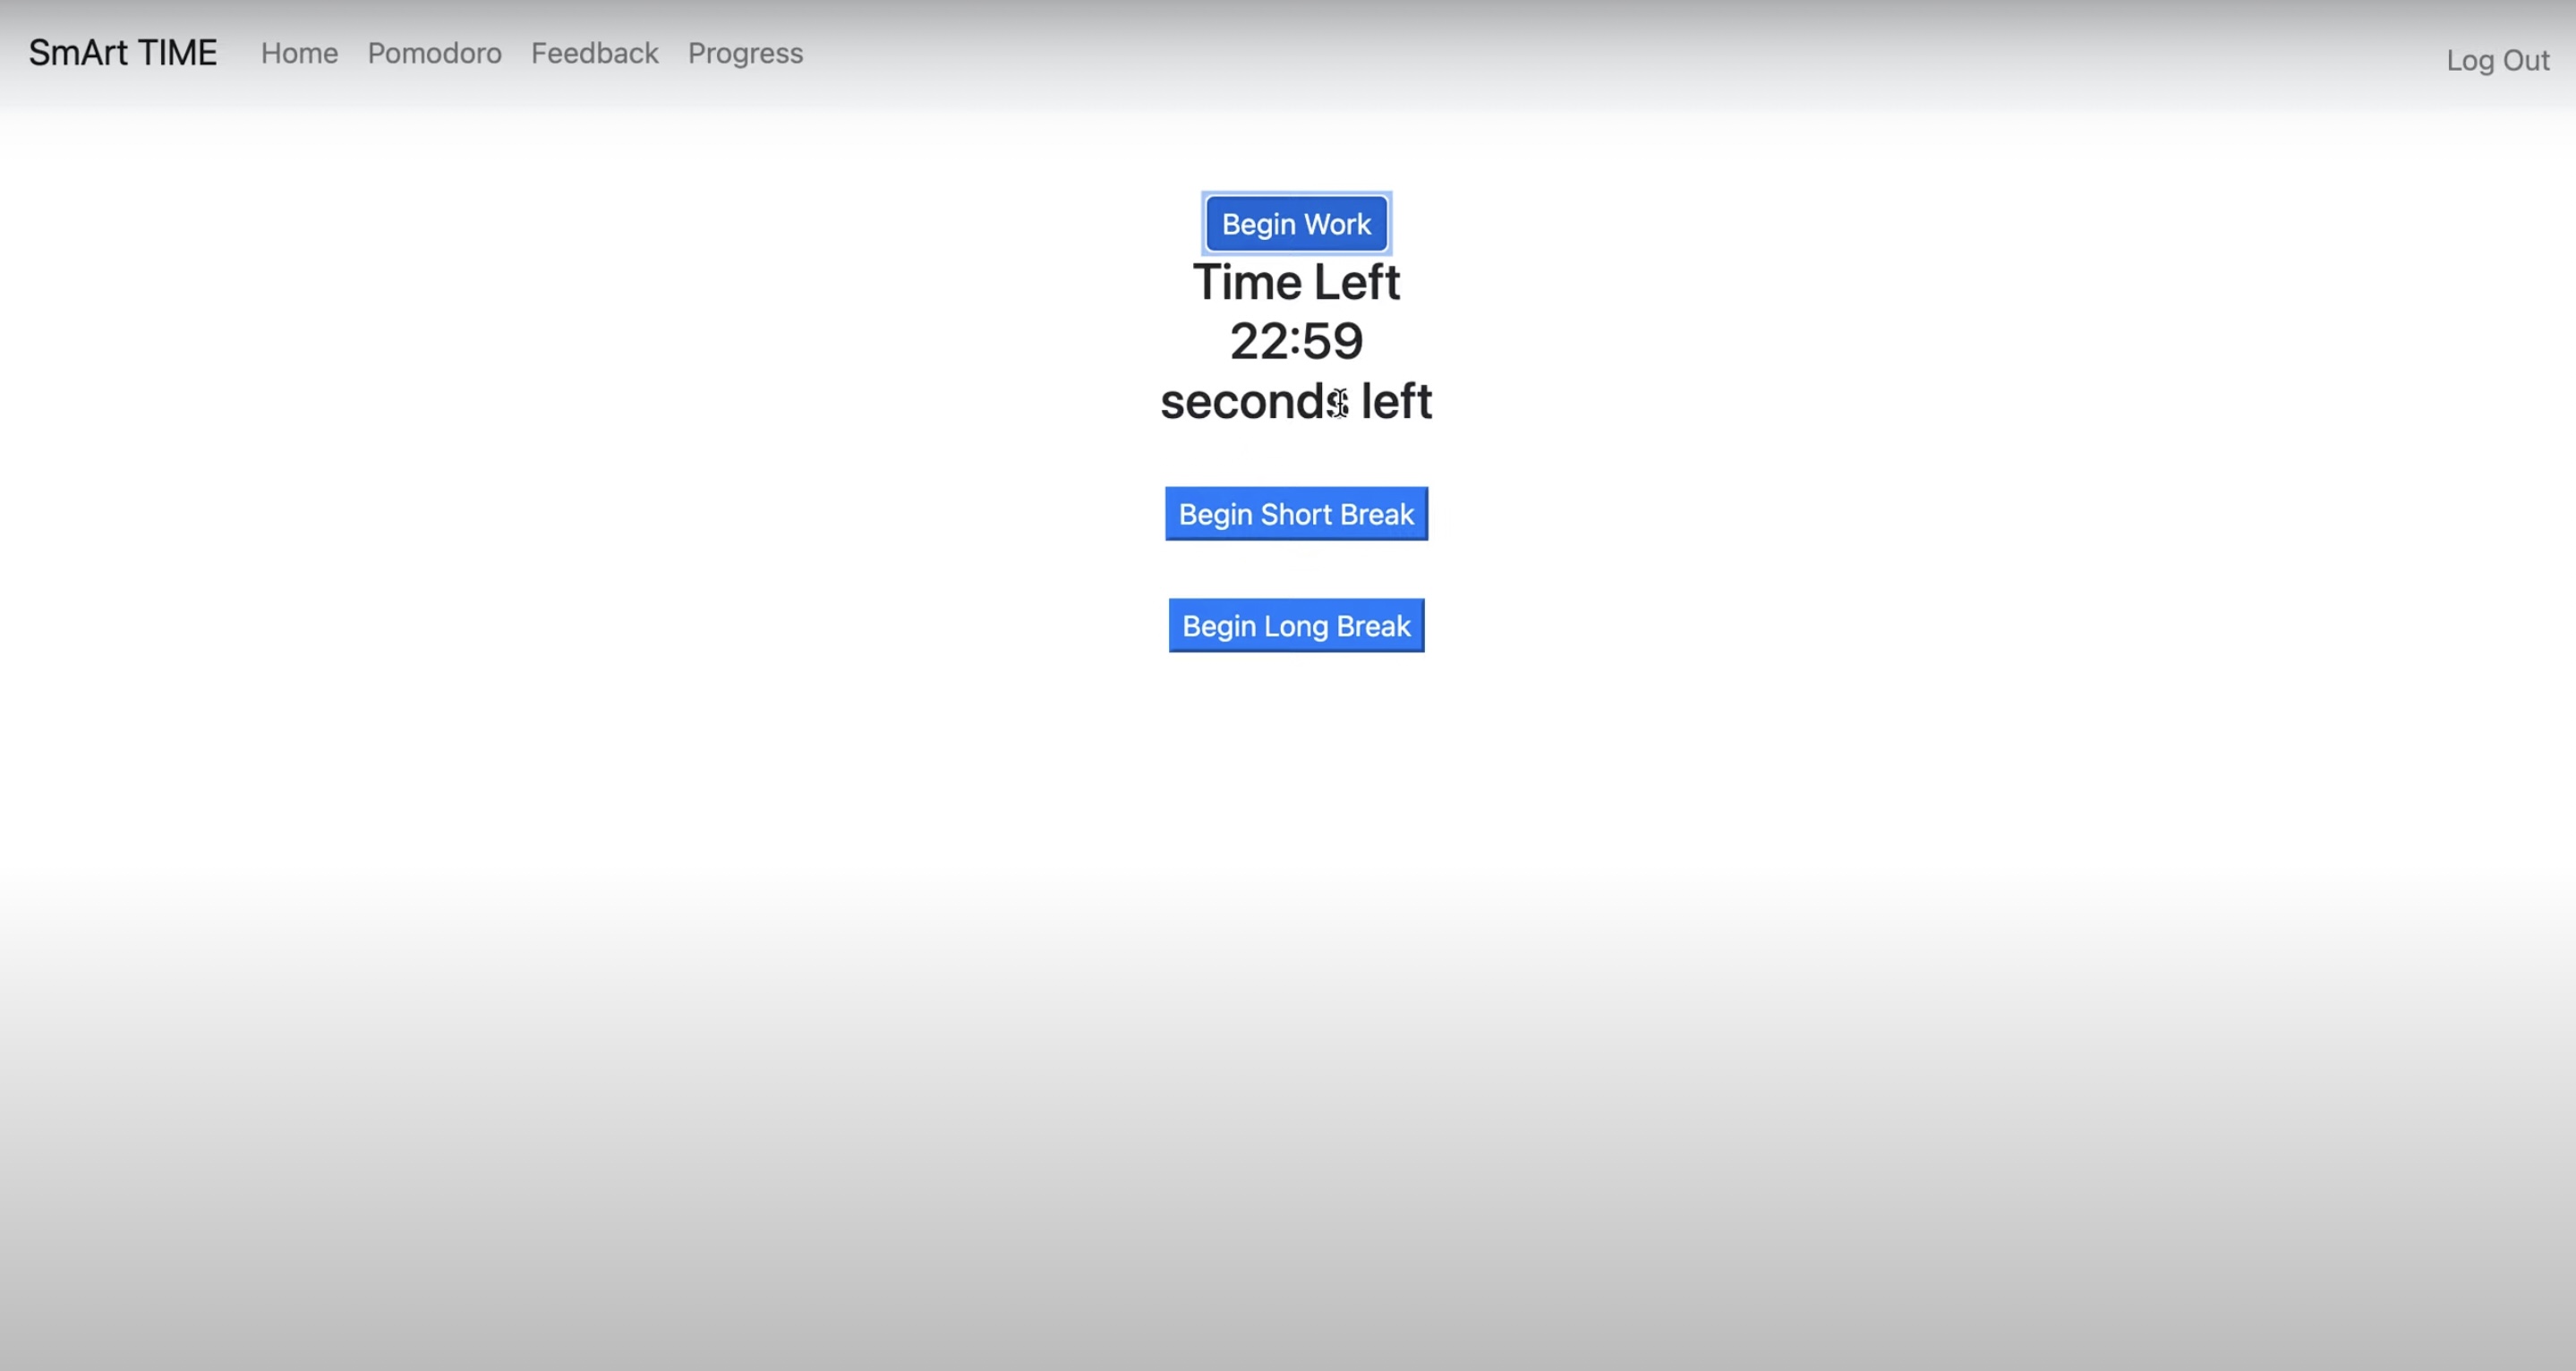 SmArt TIME Home Pomodoro Feedback Progress Log Out
Begin Work
Time Left
22:59
seconds left
Begin Short Break
Begin Long Break